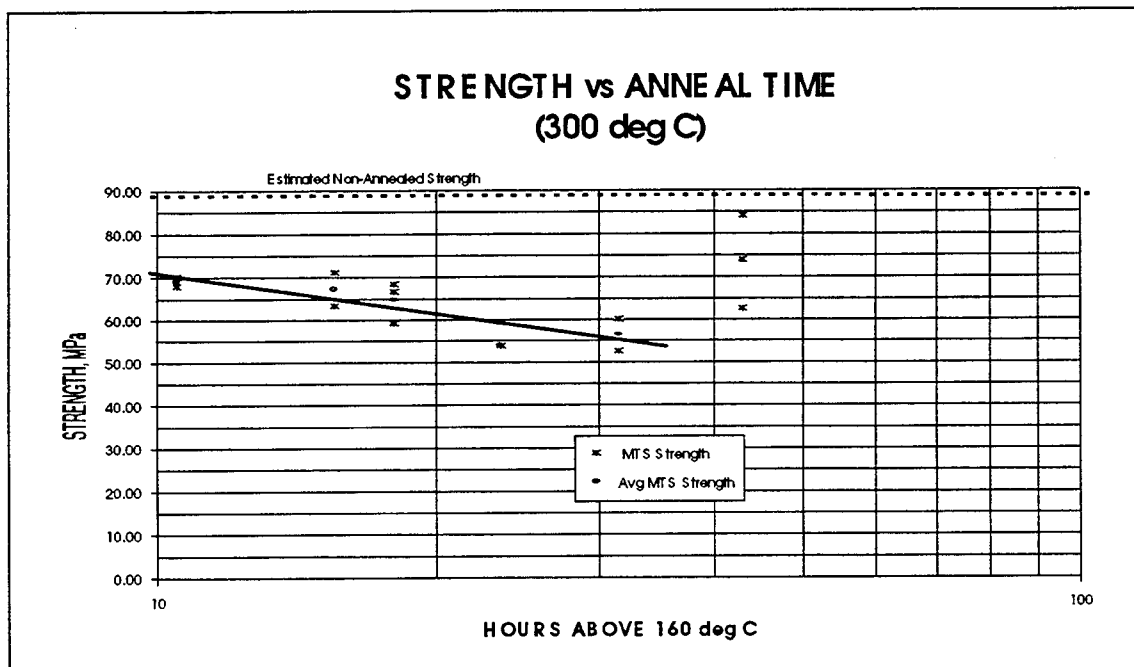 STRENGTH vs ANNEAL TIME
(300 deg C)
Estimated Non-Annealed Strength
90.00
80.00
70.00
60.00
50.00
40.00
30.00
20.00
10.00
0.00
STRENGTH, MPa
MTS Strength
Avg MTS Strength
10
100
HOURS ABOVE 160 deg C